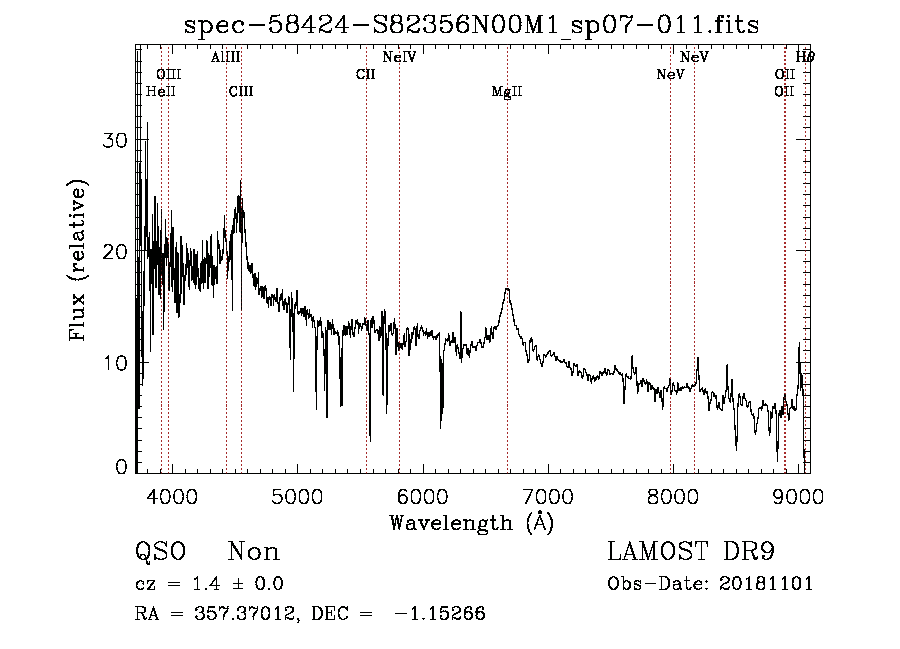 spec-58424-S82356N00M1_sp07-011.fits
AlIII NeIV NeV Hθ
OIII CII NeV OII
HeII CIII MgII OII
Flux (relative)
30
20
10
0
4000 5000 6000 7000 8000 9000
Wavelength (Å)
QSO Non LAMOST DR9
cz = 1.4 ± 0.0 Obs-Date: 20181101
RA = 357.37012, DEC = -1.15266